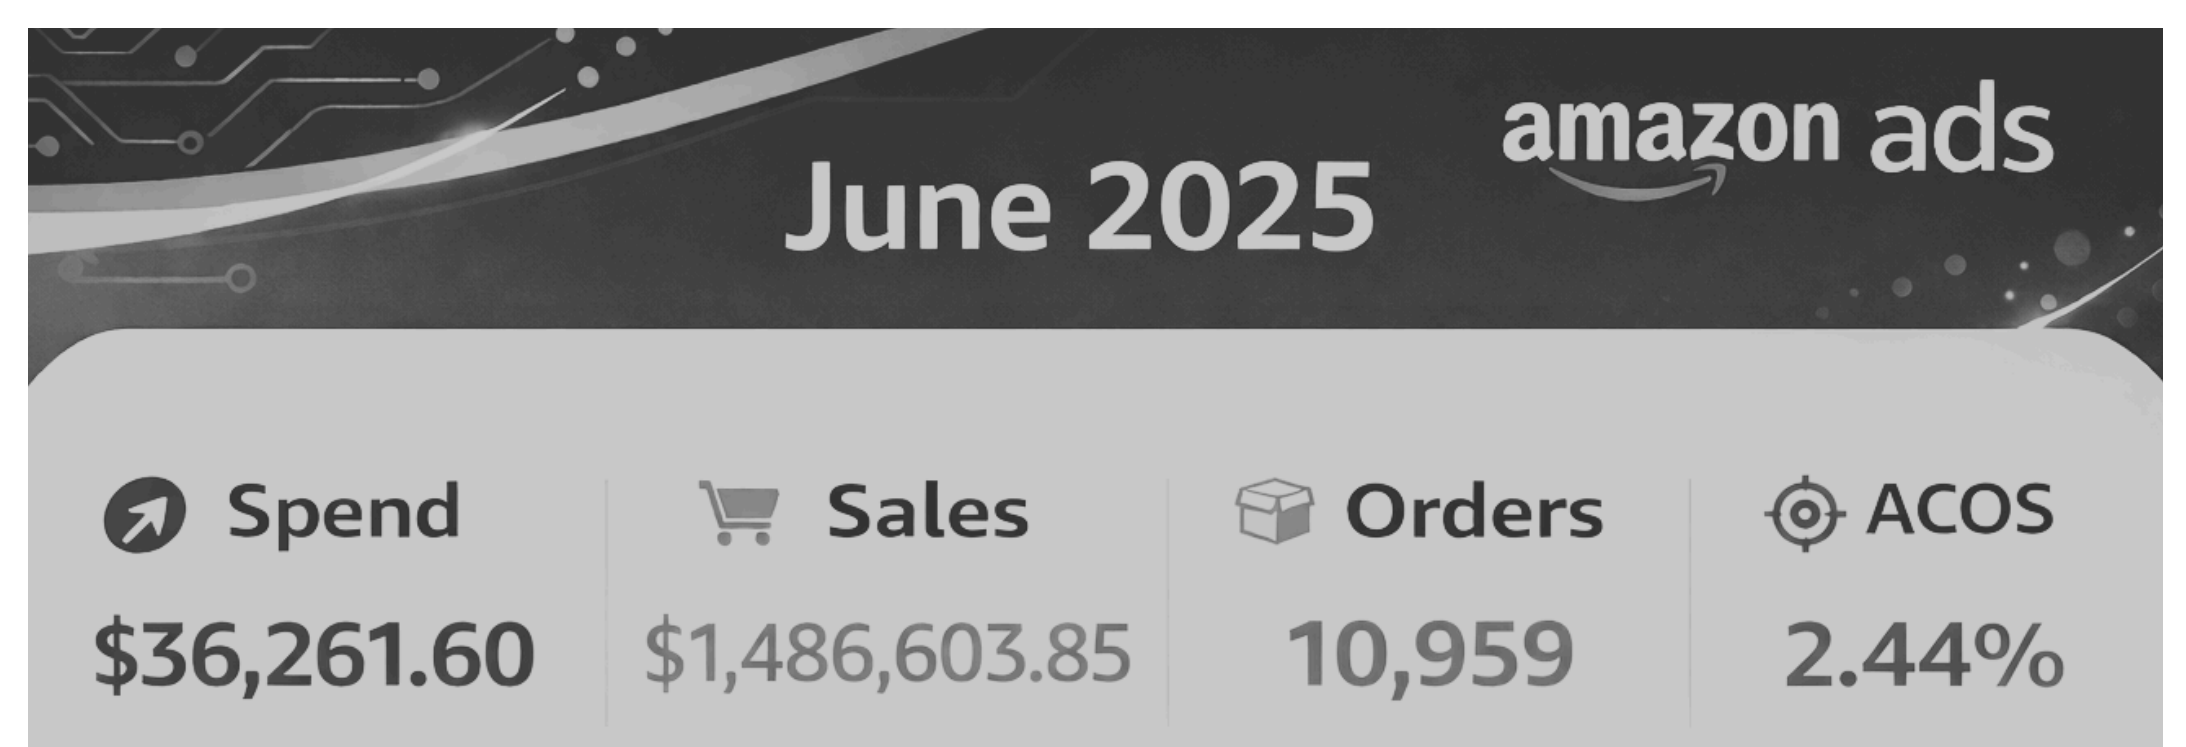 amazon ads
June 2025
Spend
Sales
Orders
ACOS
$36,261.60
$1,486,603.85
10,959
2.44%